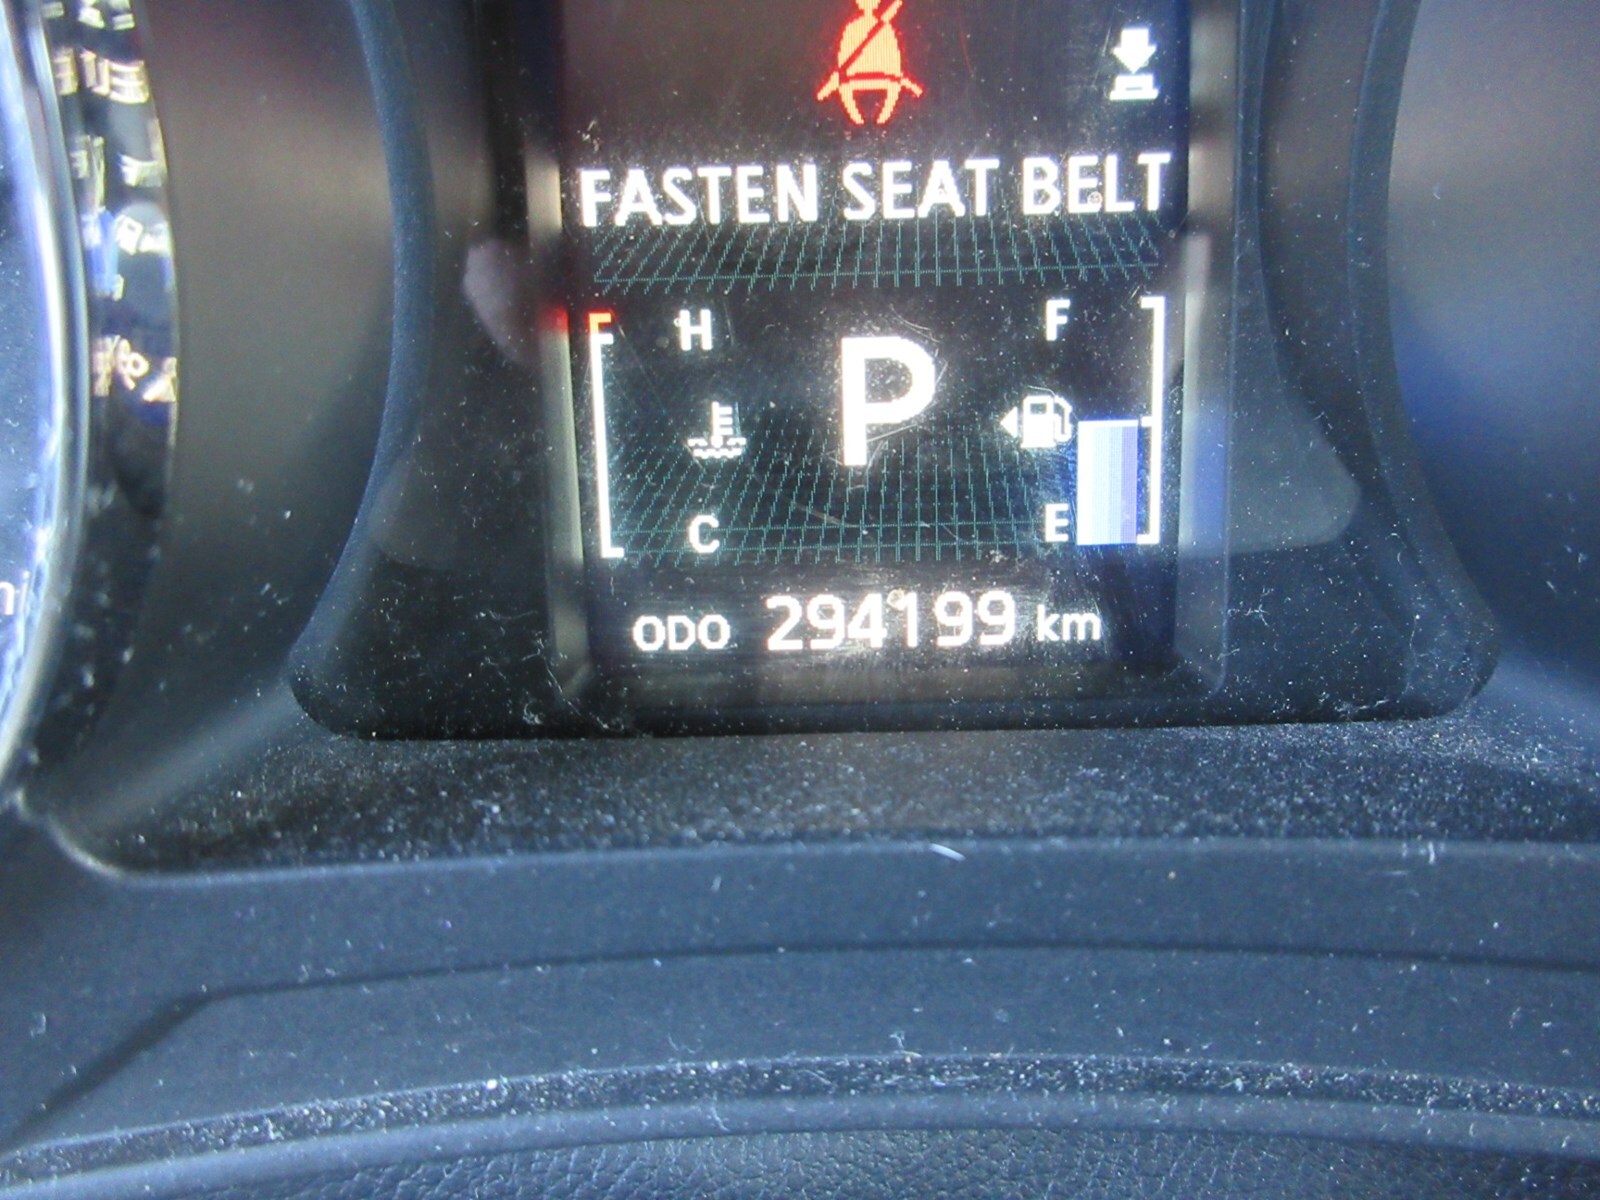 FASTEN SEAT BELT
H P F
C E
ODO 294199 km